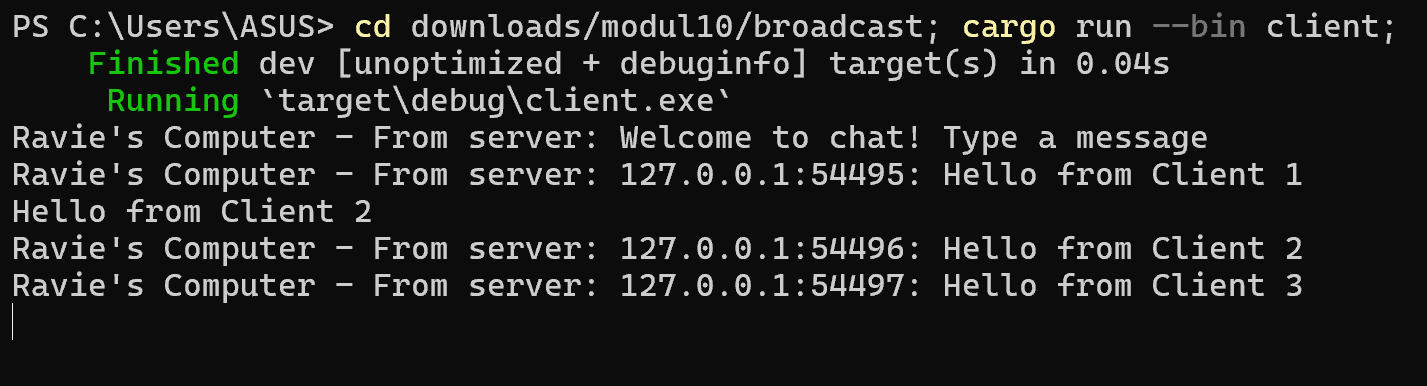 PS C:\Users\ASUS> cd downloads/modul10/broadcast; cargo run --bin client;
    Finished dev [unoptimized + debuginfo] target(s) in 0.04s
     Running `target\debug\client.exe`
Ravie's Computer - From server: Welcome to chat! Type a message
Ravie's Computer - From server: 127.0.0.1:54495: Hello from Client 1
Hello from Client 2
Ravie's Computer - From server: 127.0.0.1:54496: Hello from Client 2
Ravie's Computer - From server: 127.0.0.1:54497: Hello from Client 3